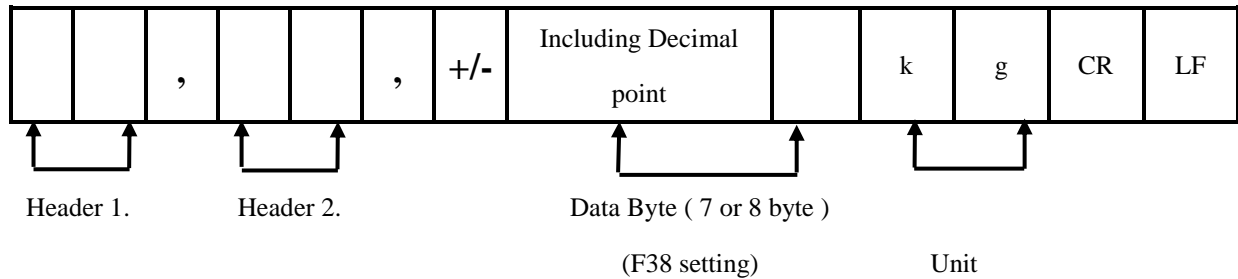 , , +/- Including Decimal point k g CR LF
Header 1. Header 2. Data Byte ( 7 or 8 byte )
(F38 setting) Unit